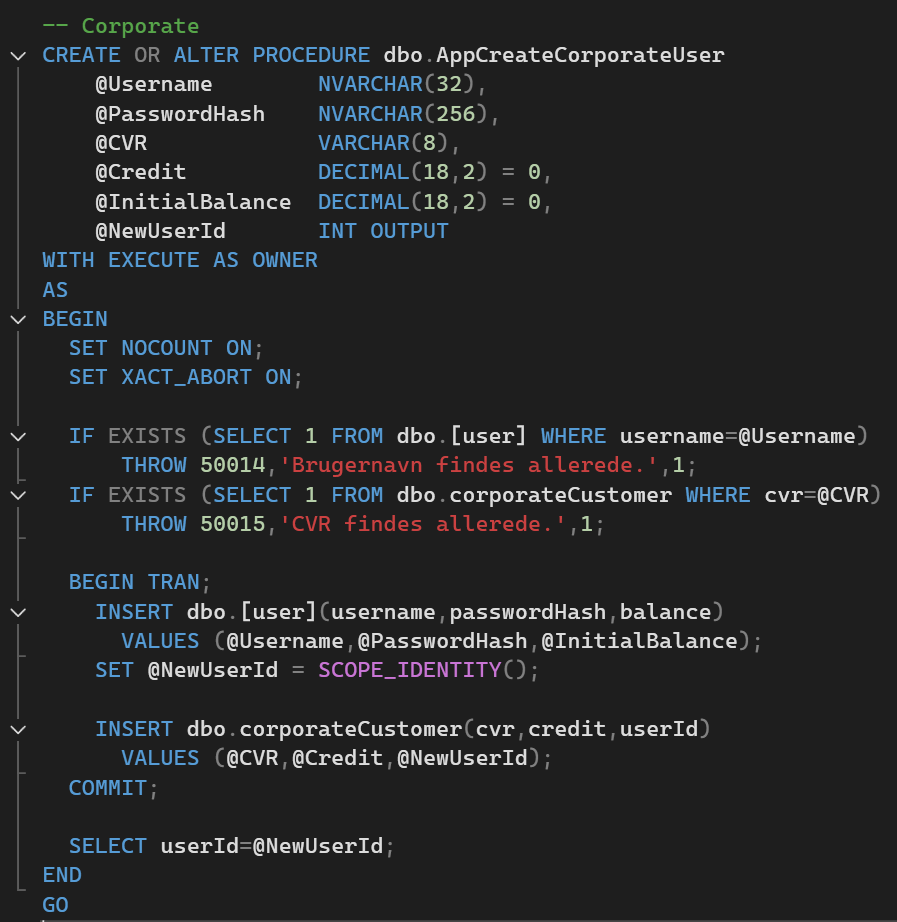 -- Corporate
CREATE OR ALTER PROCEDURE dbo.AppCreateCorporateUser
    @Username        NVARCHAR(32),
    @PasswordHash    NVARCHAR(256),
    @CVR             VARCHAR(8),
    @Credit          DECIMAL(18,2) = 0,
    @InitialBalance  DECIMAL(18,2) = 0,
    @NewUserId       INT OUTPUT
WITH EXECUTE AS OWNER
AS
BEGIN
  SET NOCOUNT ON;
  SET XACT_ABORT ON;

  IF EXISTS (SELECT 1 FROM dbo.[user] WHERE username=@Username)
      THROW 50014,'Brugernavn findes allerede.',1;
  IF EXISTS (SELECT 1 FROM dbo.corporateCustomer WHERE cvr=@CVR)
      THROW 50015,'CVR findes allerede.',1;

  BEGIN TRAN;
    INSERT dbo.[user](username,passwordHash,balance)
      VALUES (@Username,@PasswordHash,@InitialBalance);
    SET @NewUserId = SCOPE_IDENTITY();

    INSERT dbo.corporateCustomer(cvr,credit,userId)
      VALUES (@CVR,@Credit,@NewUserId);
  COMMIT;

  SELECT userId=@NewUserId;
END
GO